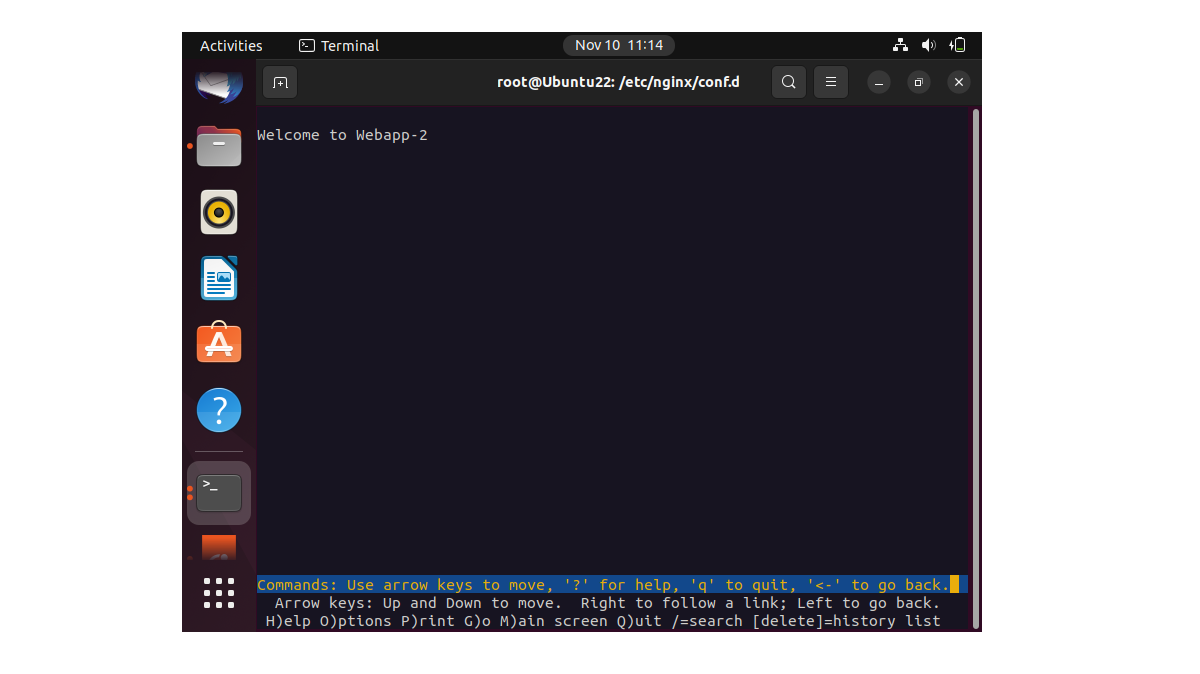 Activities Terminal Nov 10 11:14
root@Ubuntu22: /etc/nginx/conf.d
Welcome to Webapp-2
Commands: Use arrow keys to move, '?' for help, 'q' to quit, '<-' to go back.
Arrow keys: Up and Down to move. Right to follow a link; Left to go back.
H)elp O)ptions P)rint G)o M)ain screen Q)uit /=search [delete]=history list